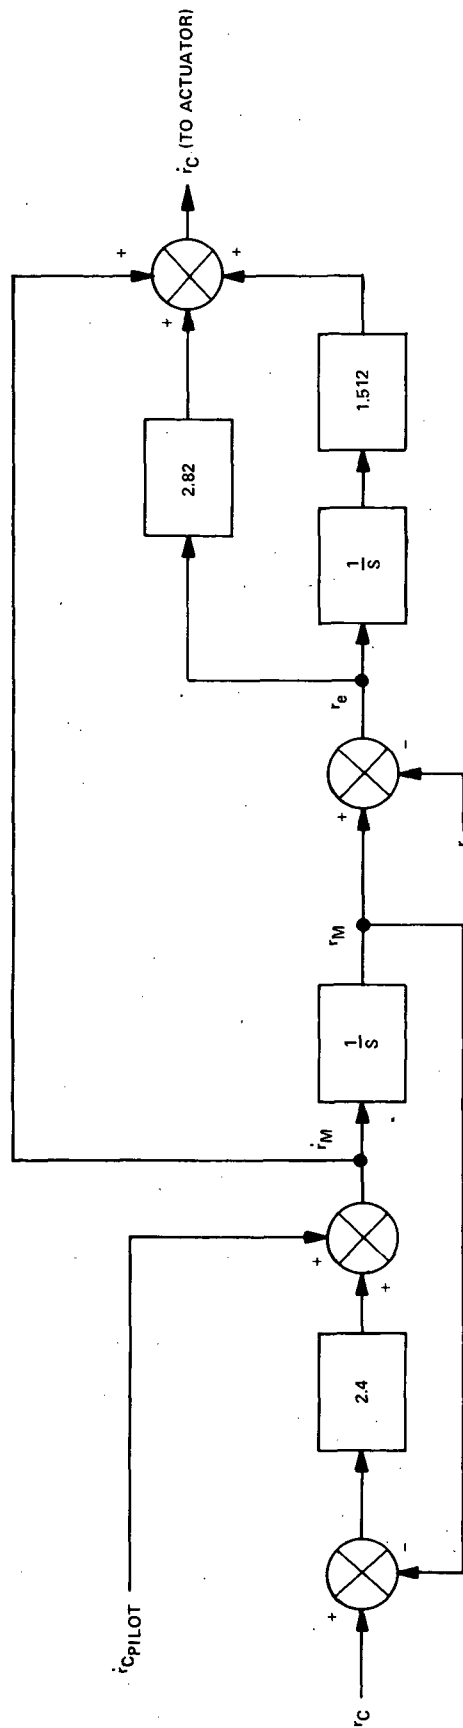 ṙC (TO ACTUATOR)
+
+
+
2.82
1.512
1/S
re
+
-
r
rM
1/S
ṙM
+
+
2.4
ṙCPILOT
+
-
rC